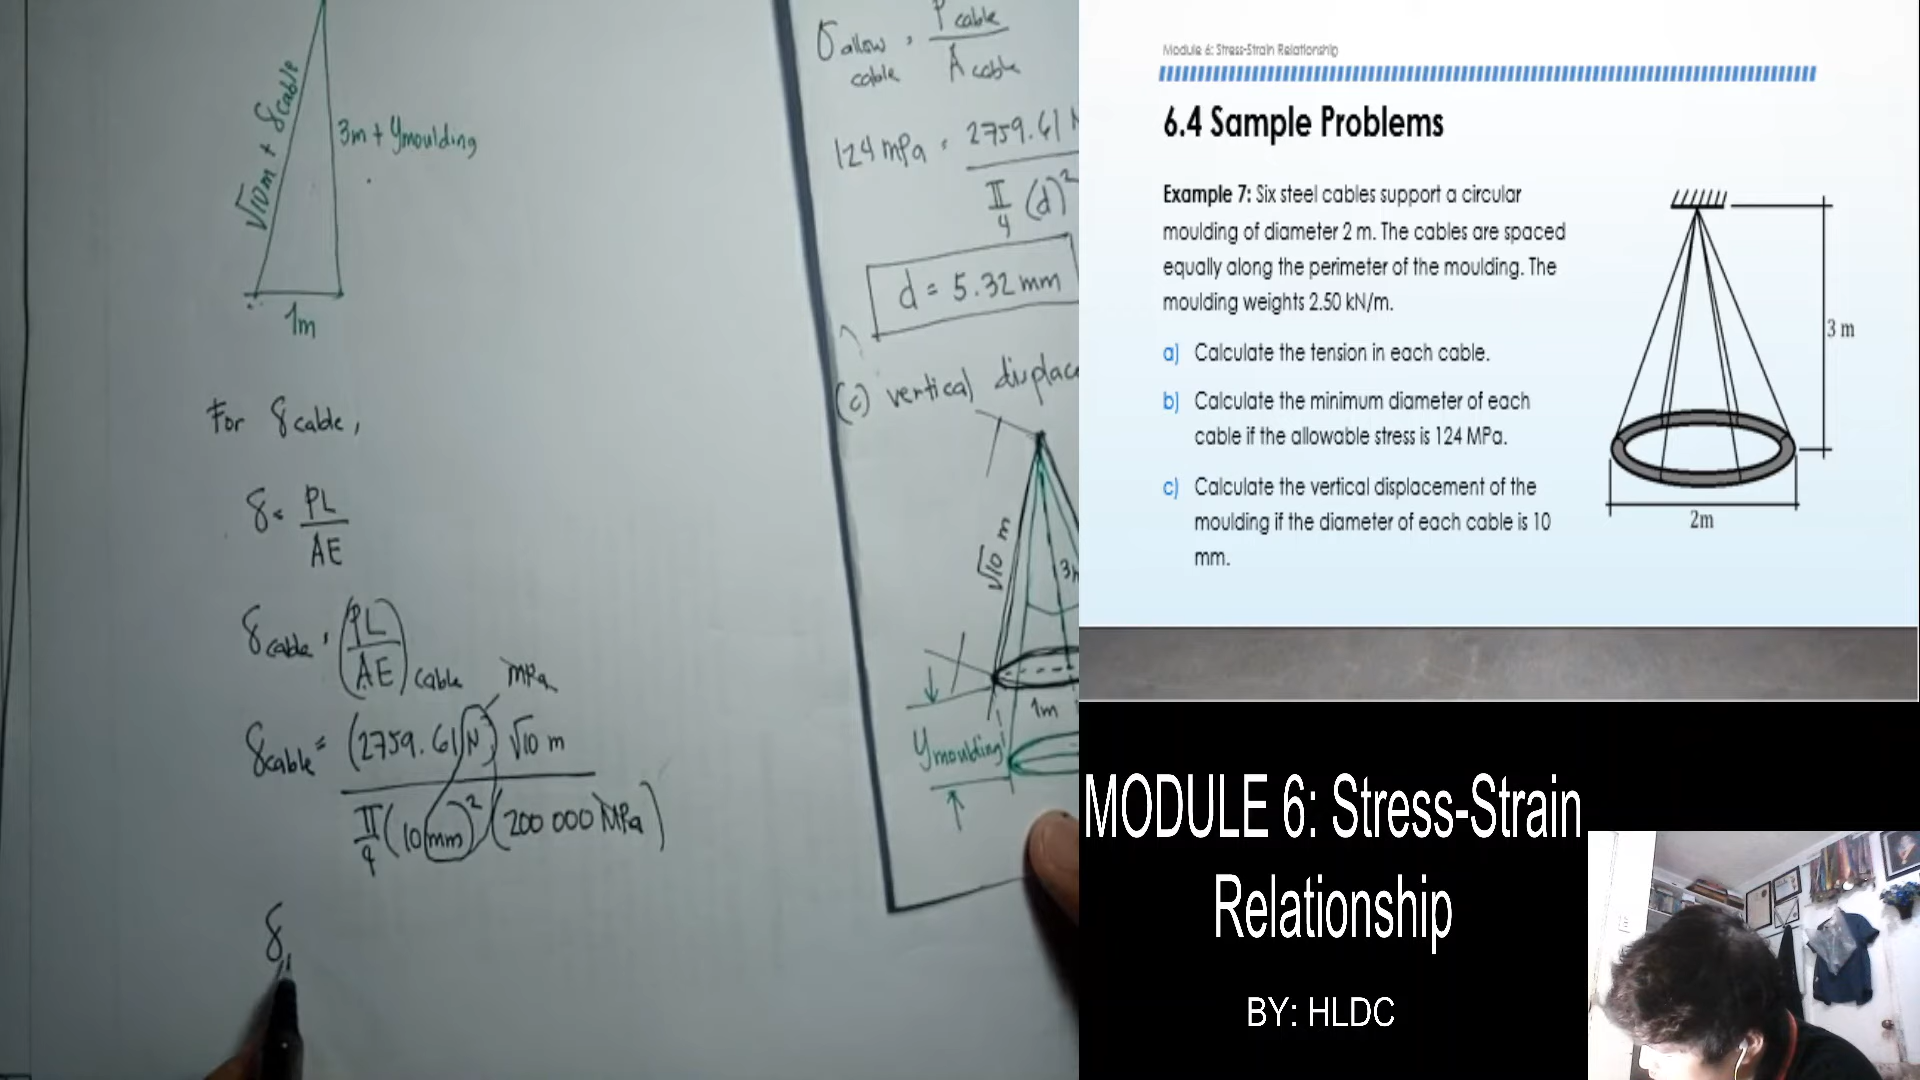 √10 m + δcable
3m + ymoulding
1m
For δcable,
δ = PL
AE
δcable = (PL
AE)cable
mPa
δcable = (2759.61 N) √10 m
π/4 (10 mm)² (200 000 MPa)
δ
σallow cable = Pcable
Acable
124 mPa = 2759.61 N
π/4 (d)²
d = 5.32 mm
(c) vertical
√10 m
1m
ymoulding
Module 6: Stress-Strain Relationship
6.4 Sample Problems
Example 7: Six steel cables support a circular
moulding of diameter 2 m. The cables are spaced
equally along the perimeter of the moulding. The
moulding weights 2.50 kN/m.
a) Calculate the tension in each cable.
b) Calculate the minimum diameter of each
cable if the allowable stress is 124 MPa.
c) Calculate the vertical displacement of the
moulding if the diameter of each cable is 10
mm.
3 m
2m
MODULE 6: Stress-Strain
Relationship
BY: HLDC